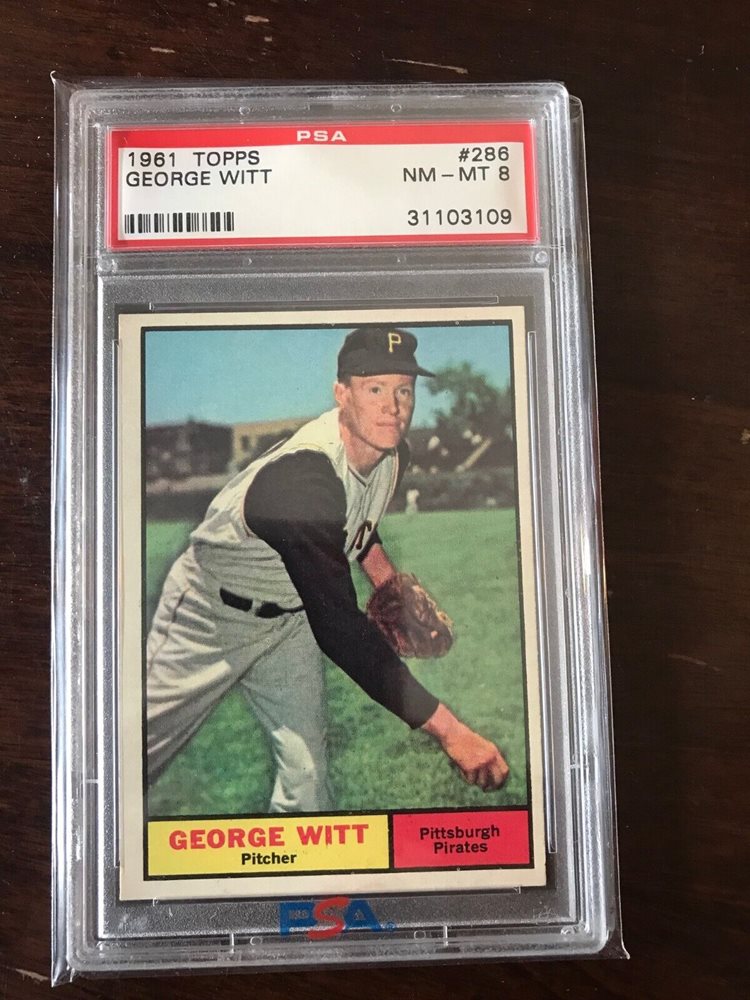 PSA
1961 TOPPS #286
GEORGE WITT NM-MT 8
31103109
P
GEORGE WITT
Pitcher
Pittsburgh
Pirates
PSA